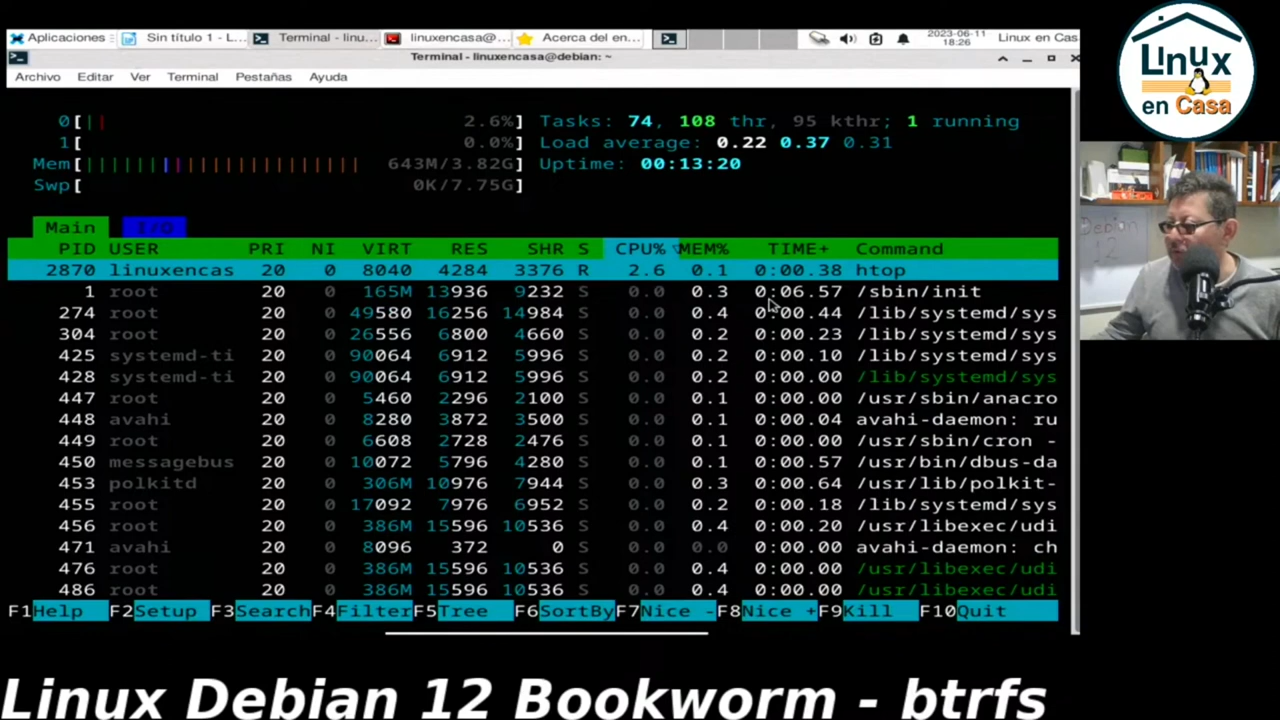 Aplicaciones Sin título 1 - L... Terminal - linu... linuxencasa@... Acerca del en... 2023-06-11 18:26 Linux en Cas
Terminal - linuxencasa@debian: ~
Archivo Editar Ver Terminal Pestañas Ayuda
0[|| 2.6%] Tasks: 74, 108 thr, 95 kthr; 1 running
1[ 0.0%] Load average: 0.22 0.37 0.31
Mem[||||||||||||||||||||||||||| 643M/3.82G] Uptime: 00:13:20
Swp[ 0K/7.75G]
Main I/O
PID USER PRI NI VIRT RES SHR S CPU%▽MEM% TIME+ Command
2870 linuxencas 20 0 8040 4284 3376 R 2.6 0.1 0:00.38 htop
1 root 20 0 165M 13936 9232 S 0.0 0.3 0:06.57 /sbin/init
274 root 20 0 49580 16256 14984 S 0.0 0.4 0:00.44 /lib/systemd/sys
304 root 20 0 26556 6800 4660 S 0.0 0.2 0:00.23 /lib/systemd/sys
425 systemd-ti 20 0 90064 6912 5996 S 0.0 0.2 0:00.10 /lib/systemd/sys
428 systemd-ti 20 0 90064 6912 5996 S 0.0 0.2 0:00.00 /lib/systemd/sys
447 root 20 0 5460 2296 2100 S 0.0 0.1 0:00.00 /usr/sbin/anacro
448 avahi 20 0 8280 3872 3500 S 0.0 0.1 0:00.04 avahi-daemon: ru
449 root 20 0 6608 2728 2476 S 0.0 0.1 0:00.00 /usr/sbin/cron -
450 messagebus 20 0 10072 5796 4280 S 0.0 0.1 0:00.57 /usr/bin/dbus-da
453 polkitd 20 0 306M 10976 7944 S 0.0 0.3 0:00.64 /usr/lib/polkit-
455 root 20 0 17092 7976 6952 S 0.0 0.2 0:00.18 /lib/systemd/sys
456 root 20 0 386M 15596 10536 S 0.0 0.4 0:00.20 /usr/libexec/udi
471 avahi 20 0 8096 372 0 S 0.0 0.0 0:00.00 avahi-daemon: ch
476 root 20 0 386M 15596 10536 S 0.0 0.4 0:00.00 /usr/libexec/udi
486 root 20 0 386M 15596 10536 S 0.0 0.4 0:00.00 /usr/libexec/udi
F1Help F2Setup F3Search F4Filter F5Tree F6SortBy F7Nice - F8Nice + F9Kill F10Quit
Linux
en Casa
Debian
12
Linux Debian 12 Bookworm - btrfs